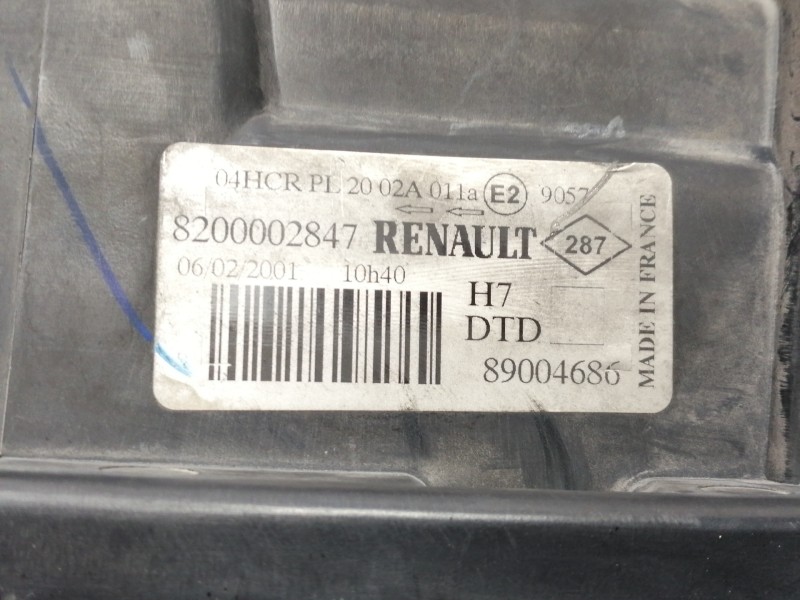 04HCR PL 20 02A 011a E2 9057
8200002847 RENAULT 287
06/02/2001 10h40
H7
DTD
89004686
MADE IN FRANCE